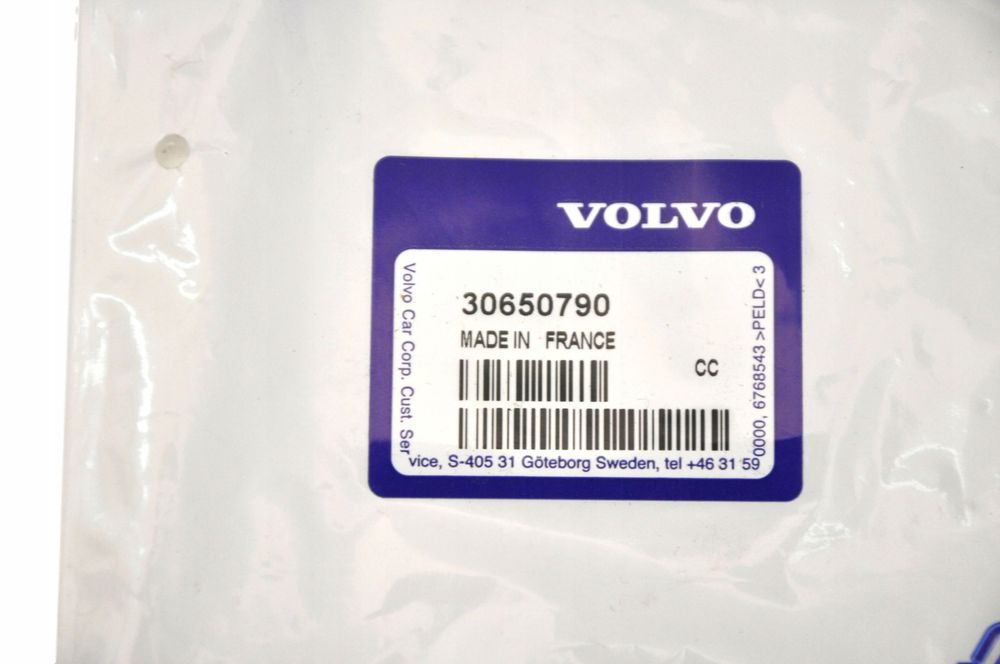 VOLVO
30650790
MADE IN FRANCE
CC
Volvo Car Corp. Cust. Ser
vice, S-405 31 Göteborg Sweden, tel +46 31 59
0000, 6768543 >PELD< 3